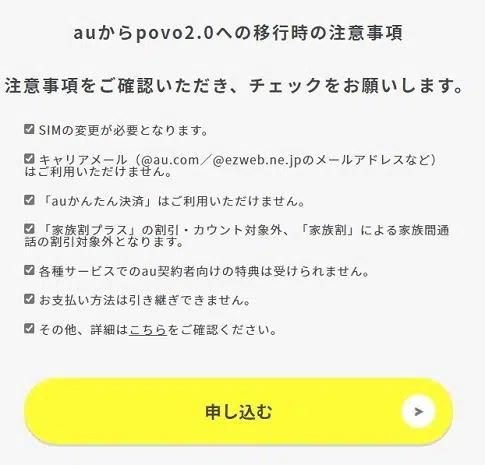 auからpovo2.0への移行時の注意事項
注意事項をご確認いただき、チェックをお願いします。
SIMの変更が必要となります。
キャリアメール（@au.com／@ezweb.ne.jpのメールアドレスなど）
はご利用いただけません。
「auかんたん決済」はご利用いただけません。
「家族割プラス」の割引・カウント対象外、「家族割」による家族間通
話の割引対象外となります。
各種サービスでのau契約者向けの特典は受けられません。
お支払い方法は引き継ぎできません。
その他、詳細はこちらをご確認ください。
申し込む